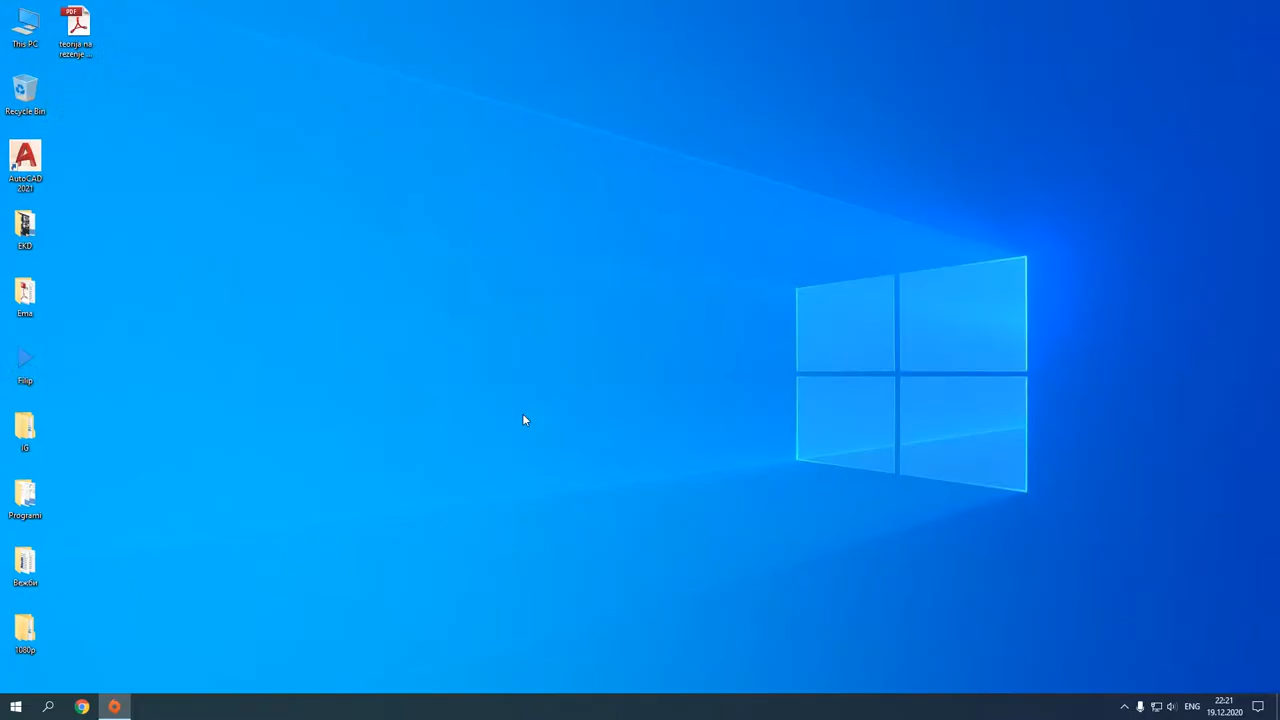 This PC
PDF
teorija na
rezenje ...
Recycle Bin
A
AutoCAD
2021
EKD
Ema
Filip
IG
Programi
Вежби
1080p
ENG
22:21
19.12.2020